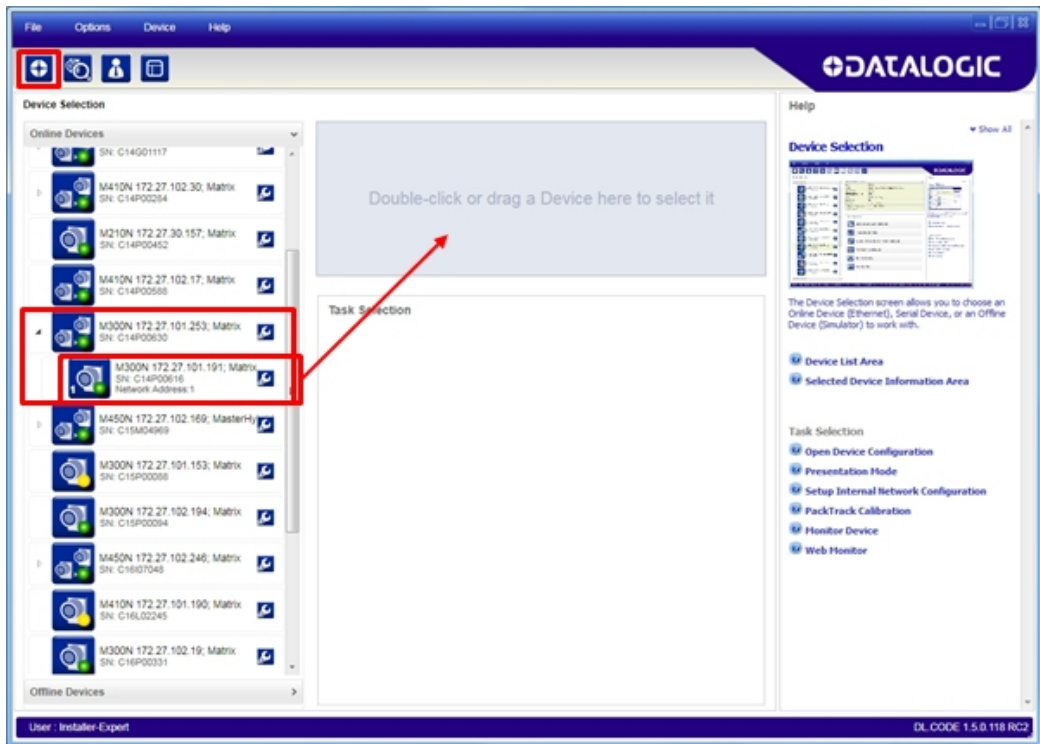 File Options Device Help
DATALOGIC
Device Selection
Online Devices
SN: C14G01117
M410N 172.27.102.30; Matrix
SN: C14P00284
M210N 172.27.30.157; Matrix
SN: C14P00452
M410N 172.27.102.17; Matrix
SN: C14P00588
M300N 172.27.101.253; Matrix
SN: C14P00630
M300N 172.27.101.191; Matrix
SN: C14P00616
Network Address:1
1
M450N 172.27.102.169; MasterHy
SN: C15M04969
M300N 172.27.101.153; Matrix
SN: C15P00088
M300N 172.27.102.194; Matrix
SN: C15P00094
M450N 172.27.102.246; Matrix
SN: C16I07048
M410N 172.27.101.190; Matrix
SN: C16L02245
M300N 172.27.102.19; Matrix
SN: C16P00331
Offline Devices
Double-click or drag a Device here to select it
Task Selection
Help
Show All
Device Selection
The Device Selection screen allows you to choose an
Online Device (Ethernet), Serial Device, or an Offline
Device (Simulator) to work with.
Device List Area
Selected Device Information Area
Task Selection
Open Device Configuration
Presentation Mode
Setup Internal Network Configuration
PackTrack Calibration
Monitor Device
Web Monitor
User : Installer-Expert
DL.CODE 1.5.0.118 RC2